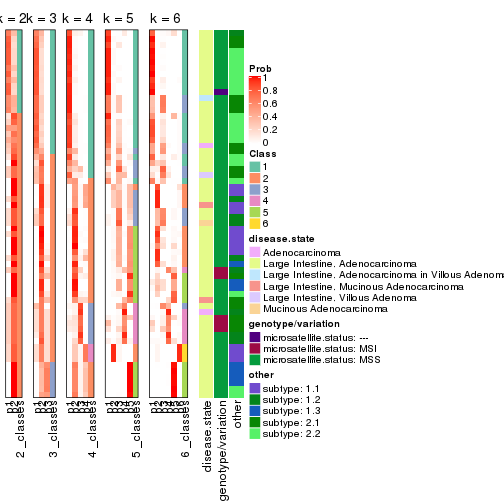 k = 2
k = 3
k = 4
k = 5
k = 6
Prob
1
0.8
0.6
0.4
0.2
0
Class
1
2
3
4
5
6
disease.state
Adenocarcinoma
Large Intestine. Adenocarcinoma
Large Intestine. Adenocarcinoma in Villous Adenom
Large Intestine. Mucinous Adenocarcinoma
Large Intestine. Villous Adenoma
Mucinous Adenocarcinoma
genotype/variation
microsatellite.status: ---
microsatellite.status: MSI
microsatellite.status: MSS
other
subtype: 1.1
subtype: 1.2
subtype: 1.3
subtype: 2.1
subtype: 2.2
2_classes
3_classes
4_classes
5_classes
6_classes
disease.state
genotype/variation
other